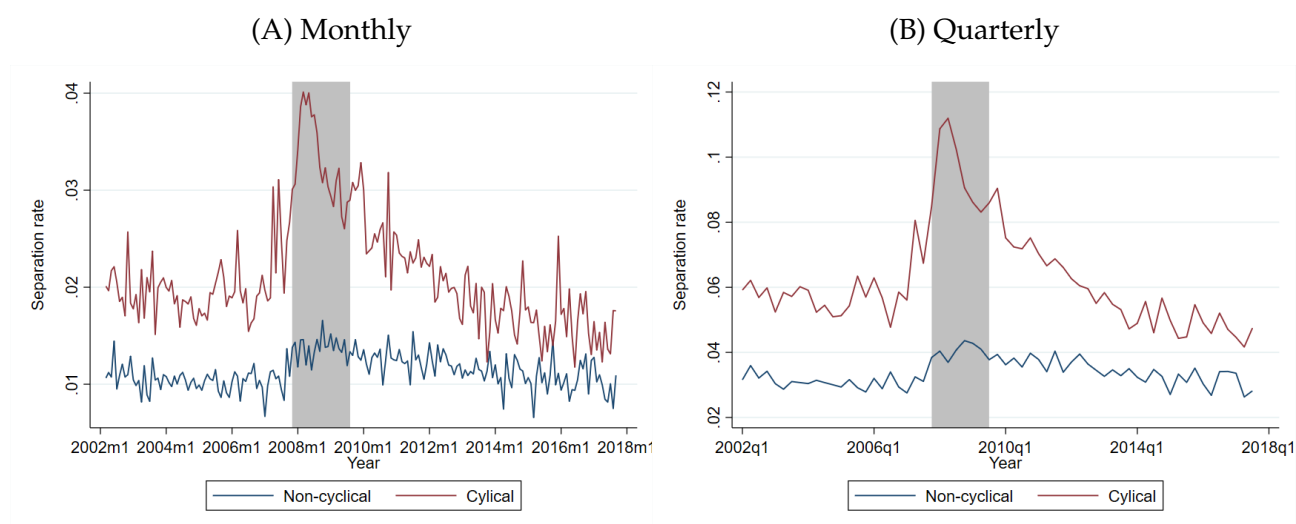 (A) Monthly
(B) Quarterly
.04
.03
.02
.01
Separation rate
2002m1 2004m1 2006m1 2008m1 2010m1 2012m1 2014m1 2016m1 2018m1
Year
Non-cyclical Cylical
.12
.1
.08
.06
.04
.02
Separation rate
2002q1 2006q1 2010q1 2014q1 2018q1
Year
Non-cyclical Cylical